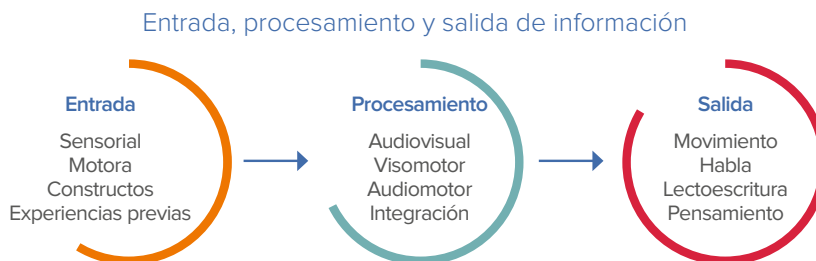 Entrada, procesamiento y salida de información
Entrada
Sensorial
Motora
Constructos
Experiencias previas
Procesamiento
Audiovisual
Visomotor
Audiomotor
Integración
Salida
Movimiento
Habla
Lectoescritura
Pensamiento